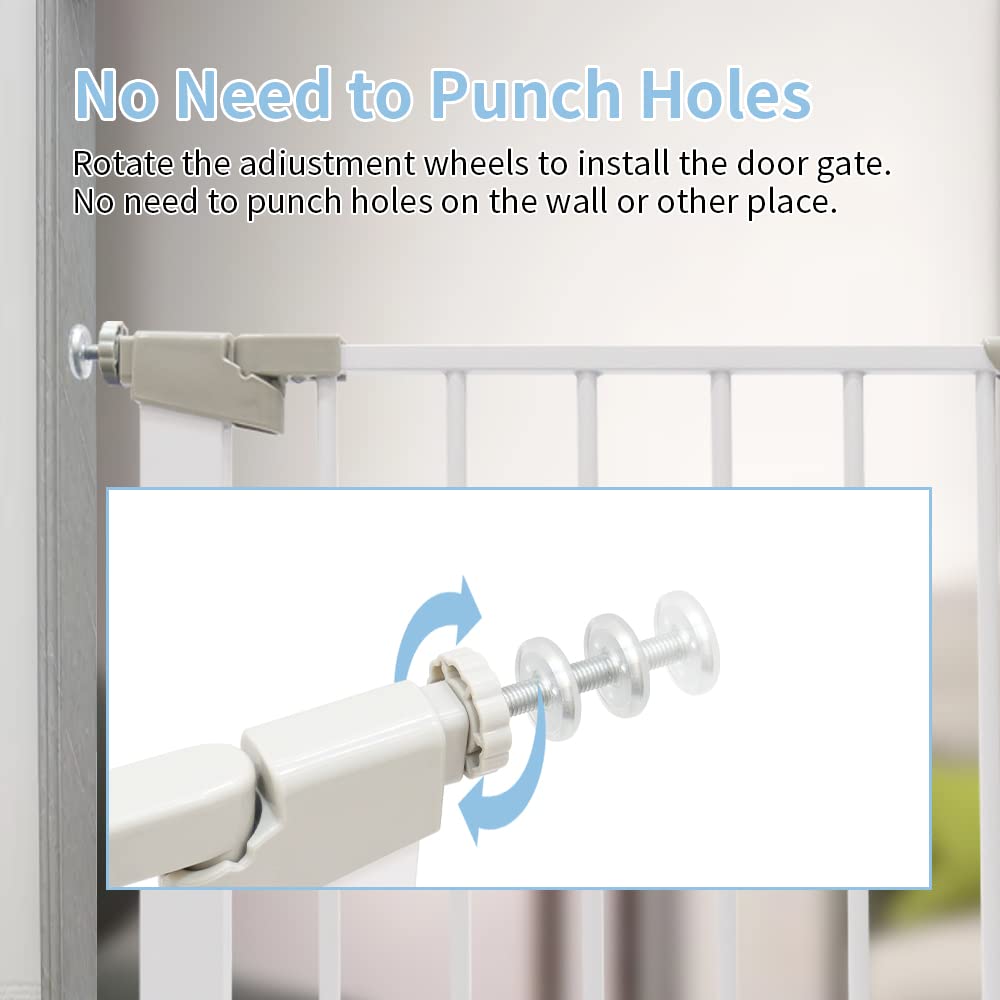 No Need to Punch Holes
Rotate the adiustment wheels to install the door gate.
No need to punch holes on the wall or other place.